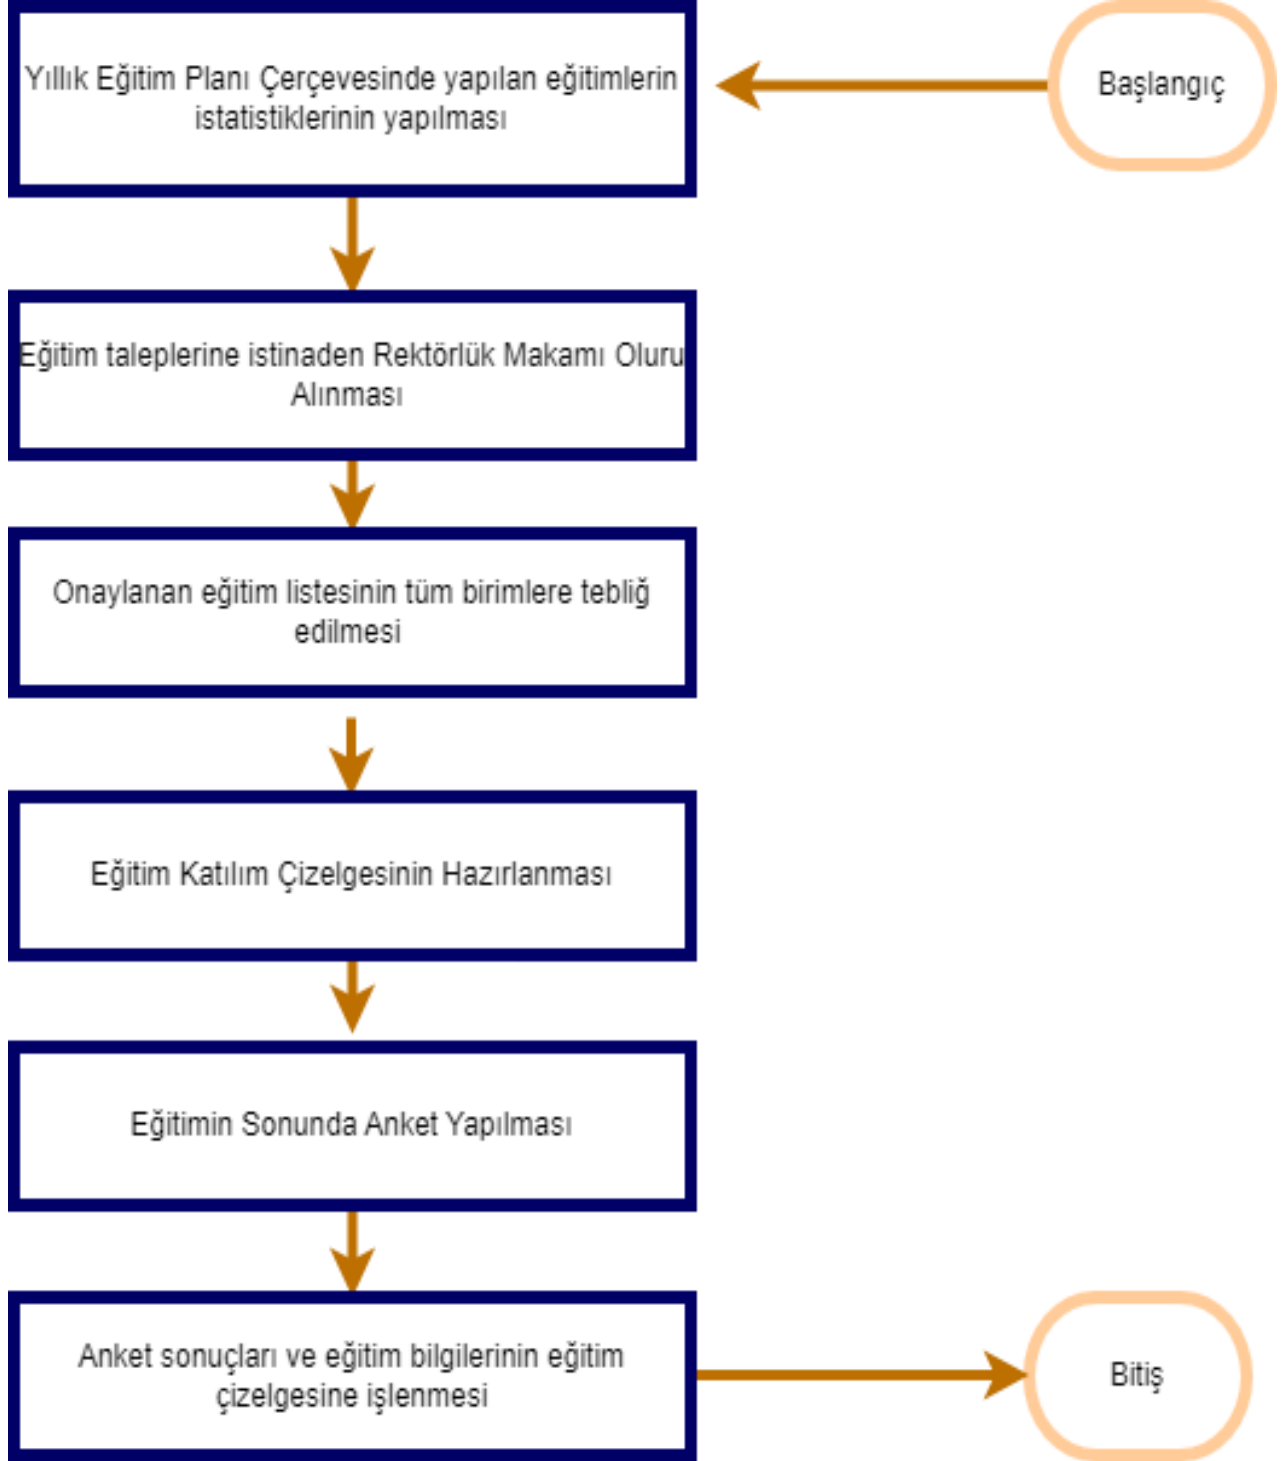 Başlangıç
Yıllık Eğitim Planı Çerçevesinde yapılan eğitimlerin
istatistiklerinin yapılması
Eğitim taleplerine istinaden Rektörlük Makamı Oluru
Alınması
Onaylanan eğitim listesinin tüm birimlere tebliğ
edilmesi
Eğitim Katılım Çizelgesinin Hazırlanması
Eğitimin Sonunda Anket Yapılması
Anket sonuçları ve eğitim bilgilerinin eğitim
çizelgesine işlenmesi
Bitiş